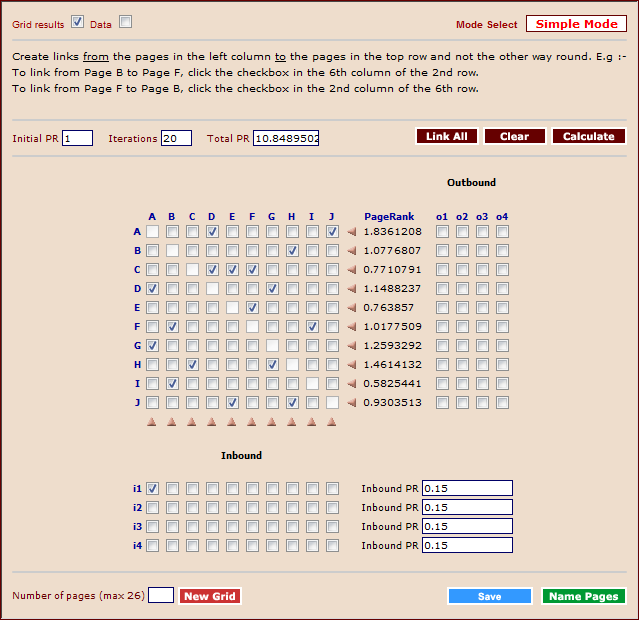 Grid results Data Mode Select Simple Mode
Create links from the pages in the left column to the pages in the top row and not the other way round. E.g :-
To link from Page B to Page F, click the checkbox in the 6th column of the 2nd row.
To link from Page F to Page B, click the checkbox in the 2nd column of the 6th row.
Initial PR 1 Iterations 20 Total PR 10.8489502 Link All Clear Calculate
Outbound
A B C D E F G H I J PageRank o1 o2 o3 o4
A 1.8361208
B 1.0776807
C 0.7710791
D 1.1488237
E 0.763857
F 1.0177509
G 1.2593292
H 1.4614132
I 0.5825441
J 0.9303513
Inbound
i1 Inbound PR 0.15
i2 Inbound PR 0.15
i3 Inbound PR 0.15
i4 Inbound PR 0.15
Number of pages (max 26) New Grid Save Name Pages